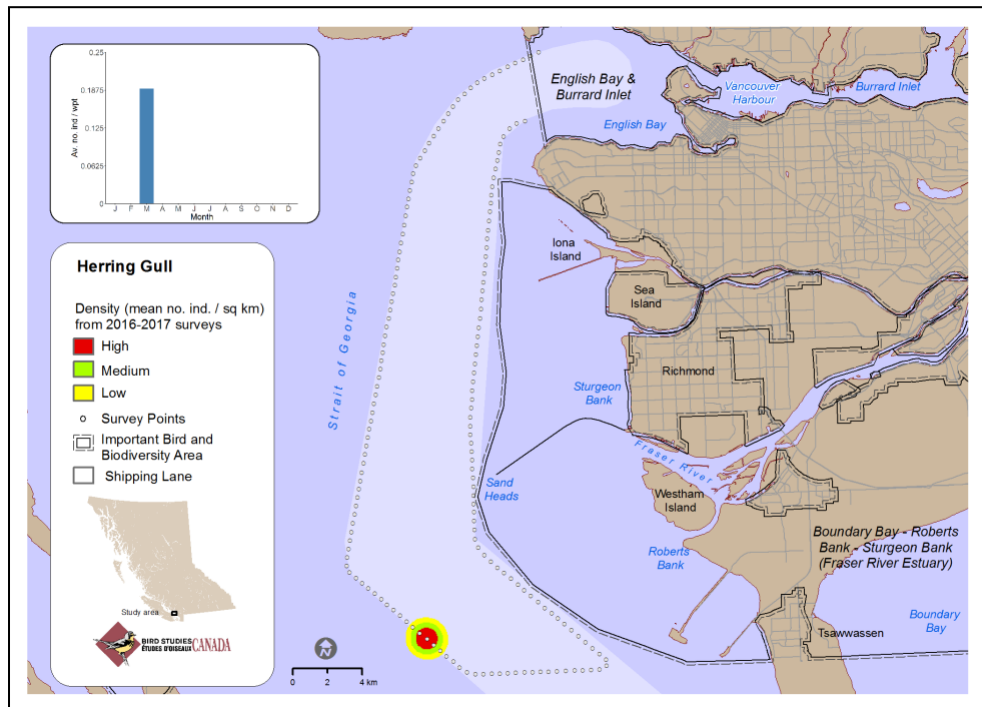 0.25
0.1875
0.125
0.0625
0
Av. no. ind / wpt
J F M A M J J A S O N D
Month
Herring Gull
Density (mean no. ind. / sq km)
from 2016-2017 surveys
High
Medium
Low
Survey Points
Important Bird and
Biodiversity Area
Shipping Lane
Study area
BIRD STUDIES
ÉTUDES D'OISEAUX
CANADA
N
0 2 4 km
Strait of Georgia
English Bay &
Burrard Inlet
English Bay
Vancouver
Harbour
Burrard Inlet
Iona
Island
Sea
Island
Richmond
Sturgeon
Bank
Fraser River
Sand
Heads
Westham
Island
Roberts
Bank
Boundary Bay - Roberts
Bank - Sturgeon Bank
(Fraser River Estuary)
Boundary
Bay
Tsawwassen